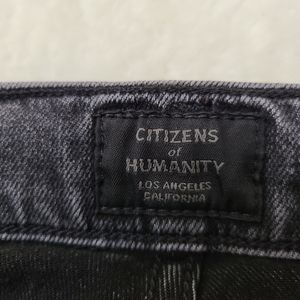 CITIZENS
of
HUMANITY
LOS ANGELES
CALIFORNIA